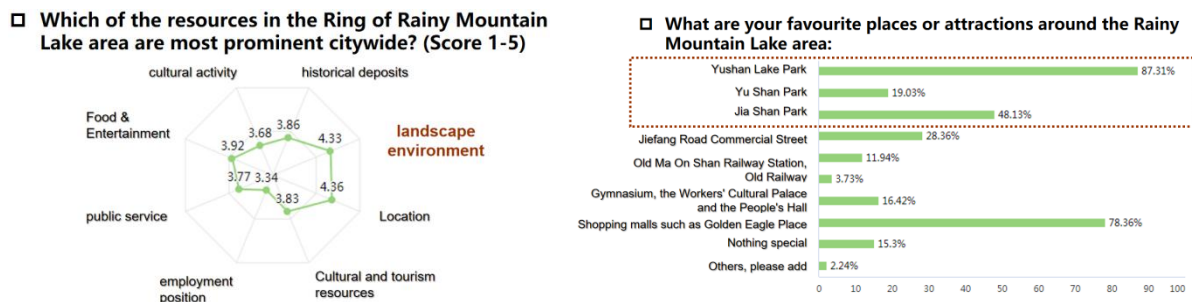 Which of the resources in the Ring of Rainy Mountain
Lake area are most prominent citywide? (Score 1-5)
cultural activity
historical deposits
Food &
Entertainment
landscape
environment
3.68
3.86
4.33
3.92
3.77
3.34
4.36
3.83
public service
Location
employment
position
Cultural and tourism
resources
What are your favourite places or attractions around the Rainy
Mountain Lake area:
Yushan Lake Park
87.31%
Yu Shan Park
19.03%
Jia Shan Park
48.13%
Jiefang Road Commercial Street
28.36%
Old Ma On Shan Railway Station,
Old Railway
11.94%
3.73%
Gymnasium, the Workers' Cultural Palace
and the People's Hall
16.42%
Shopping malls such as Golden Eagle Place
78.36%
Nothing special
15.3%
Others, please add
2.24%
0 10 20 30 40 50 60 70 80 90 100